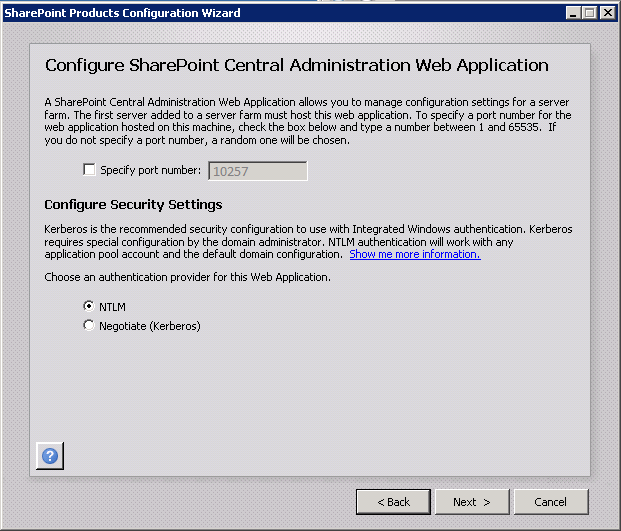 SharePoint Products Configuration Wizard
Configure SharePoint Central Administration Web Application
A SharePoint Central Administration Web Application allows you to manage configuration settings for a server
farm. The first server added to a server farm must host this web application. To specify a port number for the
web application hosted on this machine, check the box below and type a number between 1 and 65535. If
you do not specify a port number, a random one will be chosen.
Specify port number: 10257
Configure Security Settings
Kerberos is the recommended security configuration to use with Integrated Windows authentication. Kerberos
requires special configuration by the domain administrator. NTLM authentication will work with any
application pool account and the default domain configuration. Show me more information.
Choose an authentication provider for this Web Application.
NTLM
Negotiate (Kerberos)
?
< Back Next > Cancel